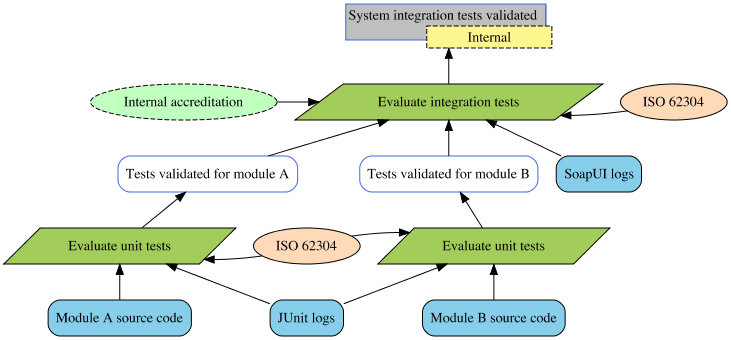 System integration tests validated
Internal
Internal accreditation
Evaluate integration tests
ISO 62304
Tests validated for module A
Tests validated for module B
SoapUI logs
Evaluate unit tests
ISO 62304
Evaluate unit tests
Module A source code
JUnit logs
Module B source code